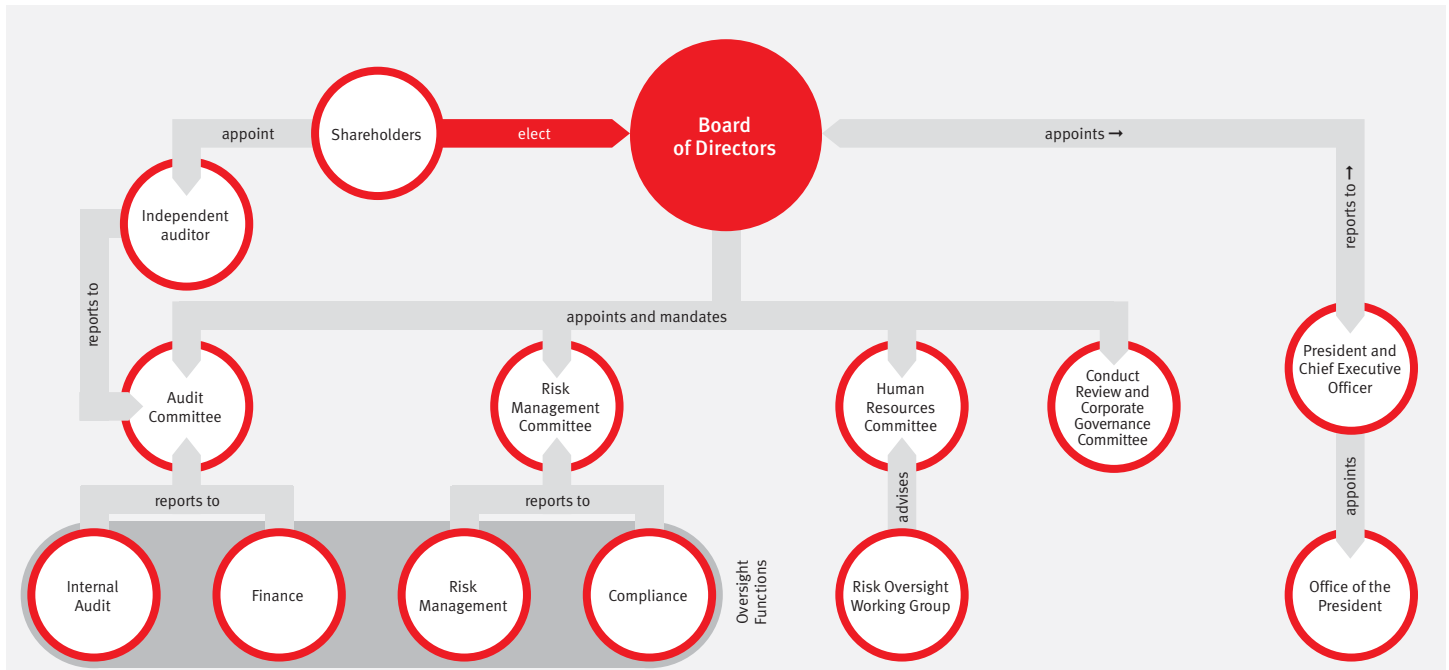 appoint
Shareholders
elect
Board
of Directors
appoints →
reports to →
Independent
auditor
reports to
appoints and mandates
Audit
Committee
Risk
Management
Committee
Human
Resources
Committee
Conduct
Review and
Corporate
Governance
Committee
President and
Chief Executive
Officer
reports to
reports to
advises
appoints
Internal
Audit
Finance
Risk
Management
Compliance
Oversight
Functions
Risk Oversight
Working Group
Office of the
President